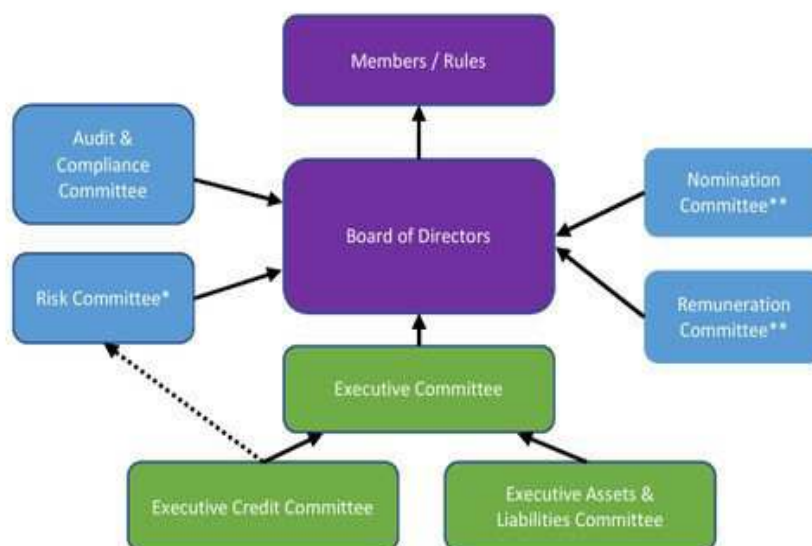 Members / Rules
Audit &
Compliance
Committee
Board of Directors
Nomination
Committee**
Risk Committee*
Remuneration
Committee**
Executive Committee
Executive Credit Committee
Executive Assets &
Liabilities Committee